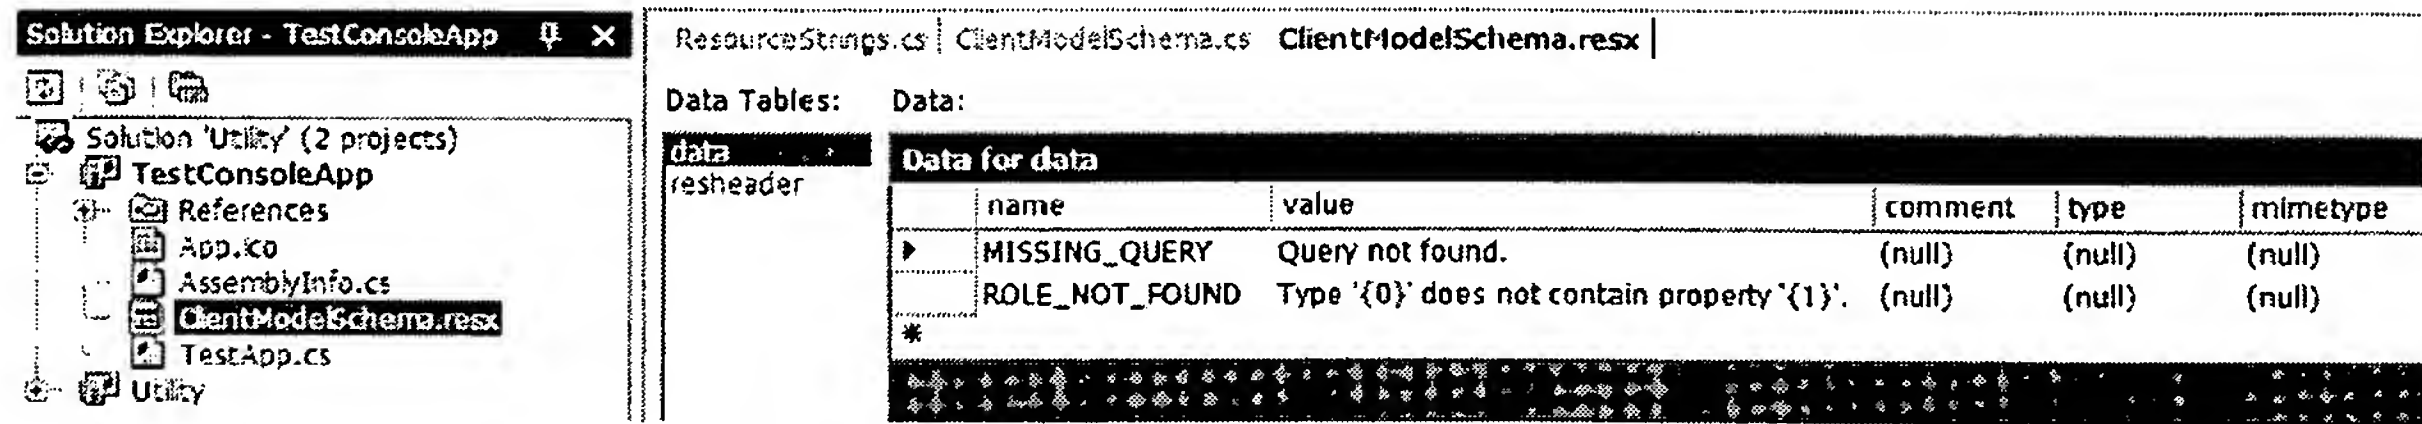 Solution Explorer - TestConsoleApp
Solution 'Utility' (2 projects)
TestConsoleApp
References
App.ico
AssemblyInfo.cs
ClientModelSchema.resx
TestApp.cs
Utility
ResourceStrings.cs ClientModelSchema.cs ClientModelSchema.resx
Data Tables: Data:
data
resheader
Data for data
name value comment type mimetype
MISSING_QUERY Query not found. (null) (null) (null)
ROLE_NOT_FOUND Type '{0}' does not contain property '{1}'. (null) (null) (null)